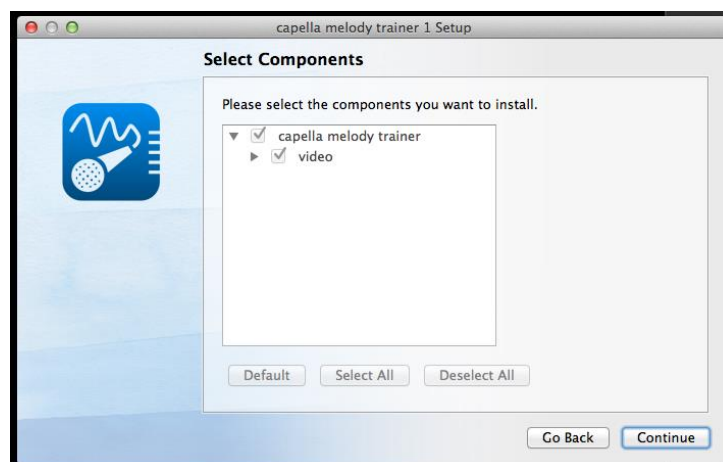 capella melody trainer 1 Setup
Select Components
Please select the components you want to install.
capella melody trainer
video
Default Select All Deselect All
Go Back Continue